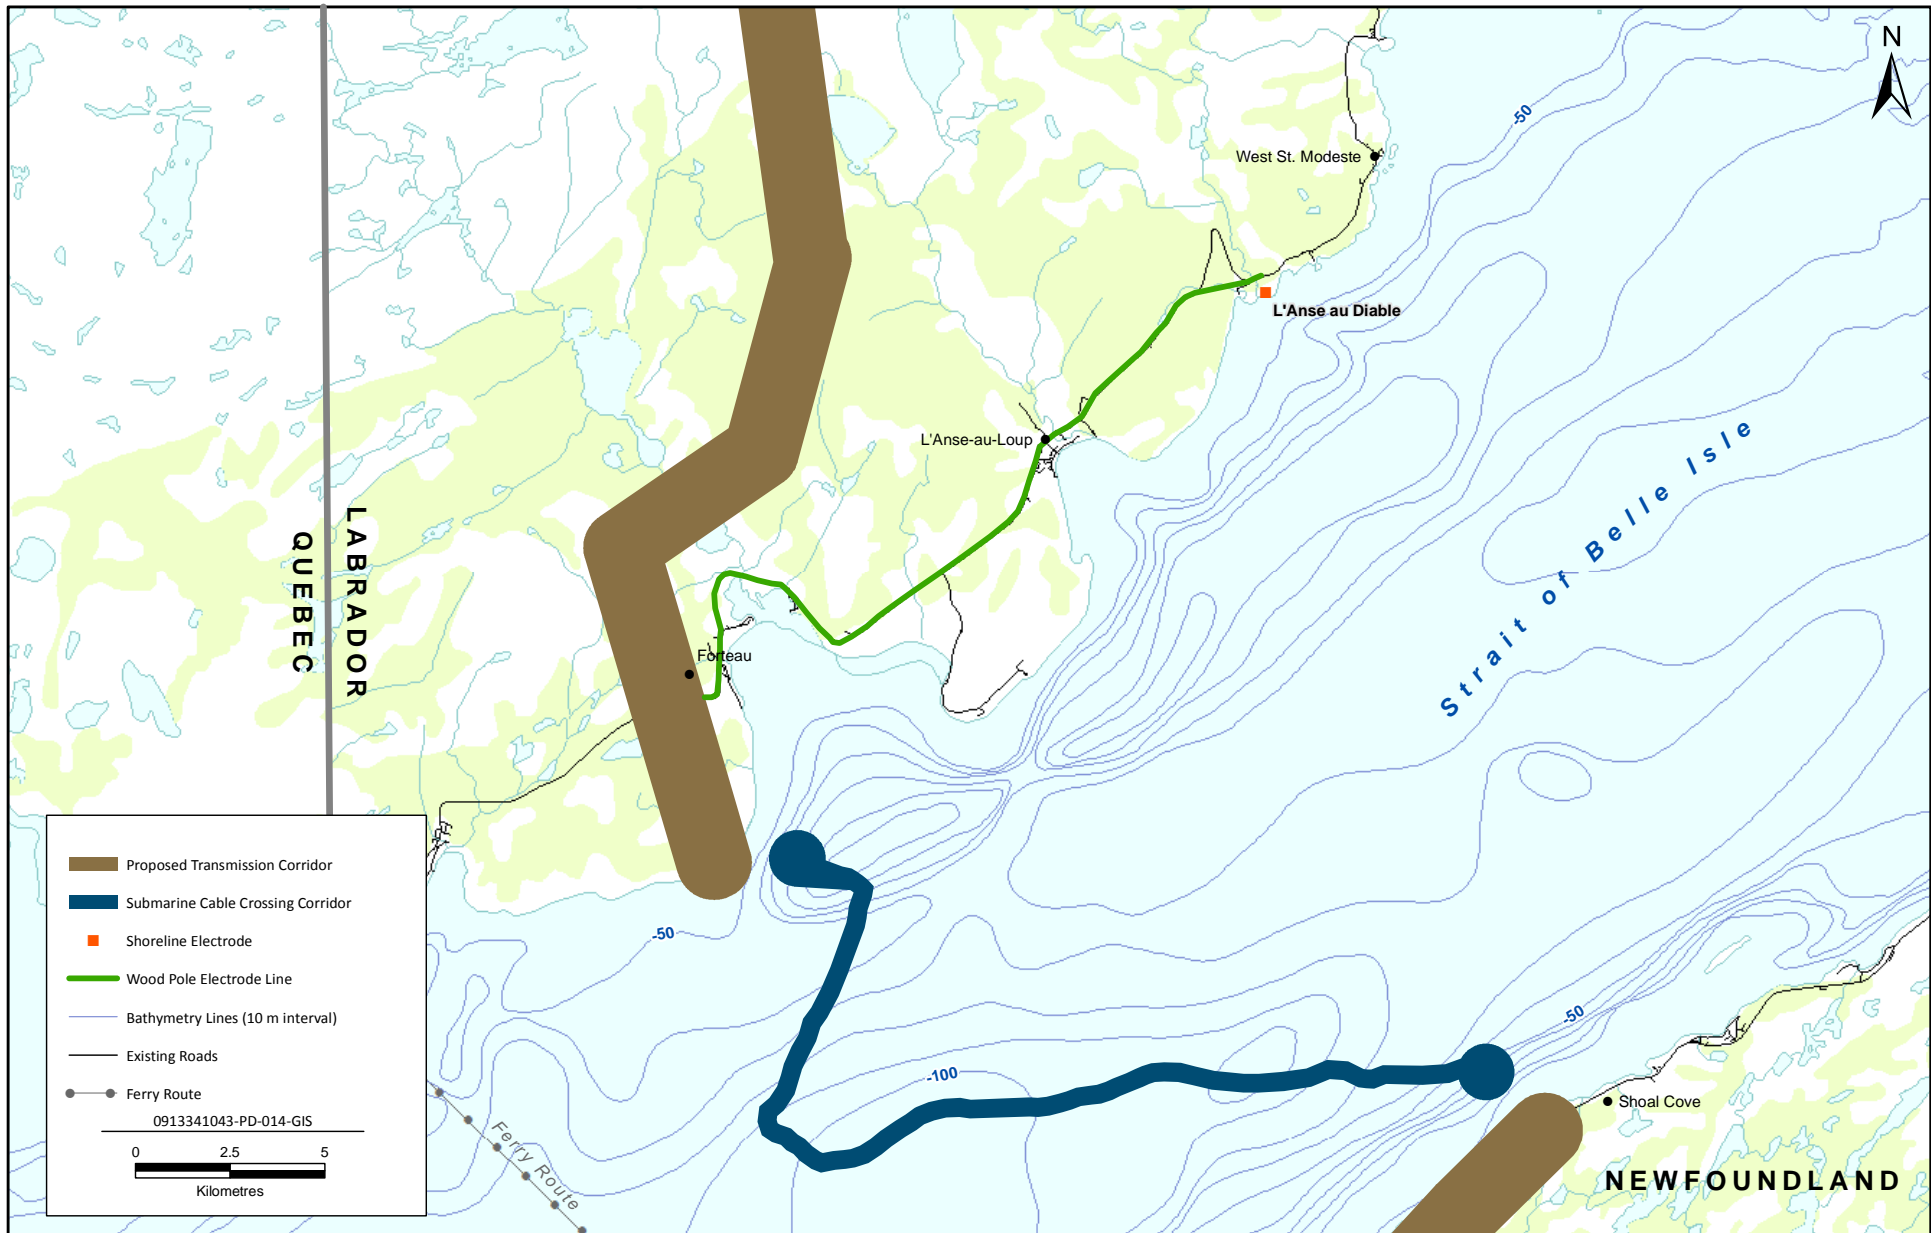 N
-50
West St. Modeste
L'Anse au Diable
L'Anse-au-Loup
Strait of Belle Isle
LABRADOR
QUEBEC
Forteau
-50
-50
-100
Shoal Cove
NEWFOUNDLAND
Ferry Route
Proposed Transmission Corridor
Submarine Cable Crossing Corridor
Shoreline Electrode
Wood Pole Electrode Line
Bathymetry Lines (10 m interval)
Existing Roads
Ferry Route
0913341043-PD-014-GIS
0 2.5 5
Kilometres